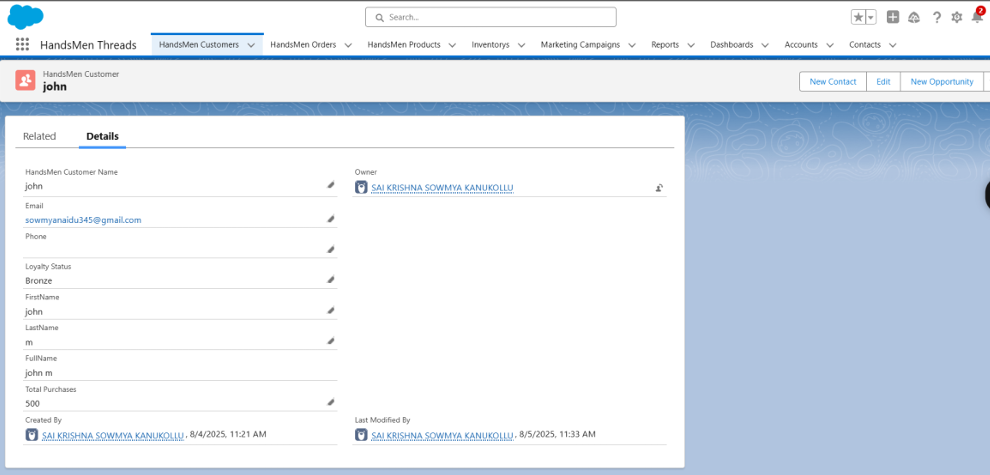 Search...
2
HandsMen Threads HandsMen Customers HandsMen Orders HandsMen Products Inventorys Marketing Campaigns Reports Dashboards Accounts Contacts
HandsMen Customer
john
New Contact Edit New Opportunity
Related Details
HandsMen Customer Name
john
Owner
SAI KRISHNA SOWMYA KANUKOLLU
Email
sowmyanaidu345@gmail.com
Phone
Loyalty Status
Bronze
FirstName
john
LastName
m
FullName
john m
Total Purchases
500
Created By
SAI KRISHNA SOWMYA KANUKOLLU, 8/4/2025, 11:21 AM
Last Modified By
SAI KRISHNA SOWMYA KANUKOLLU, 8/5/2025, 11:33 AM